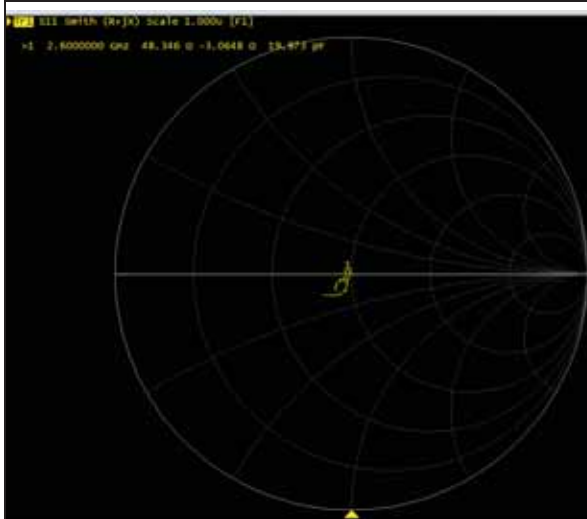 Tr1 S11 Smith (R+jX) Scale 1.000u [F1]
>1 2.6000000 GHz 48.346 Ω -3.0648 Ω 19.973 pF